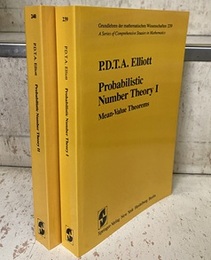 Grundlehren der mathematischen Wissenschaften 239
A Series of Comprehensive Studies in Mathematics
P.D.T.A. Elliott
Probabilistic
Number Theory I
Mean-Value Theorems
Springer-Verlag New York Heidelberg Berlin
239
P.D.T.A. Elliott
Probabilistic Number Theory I
240
P.D.T.A. Elliott
Probabilistic Number Theory II